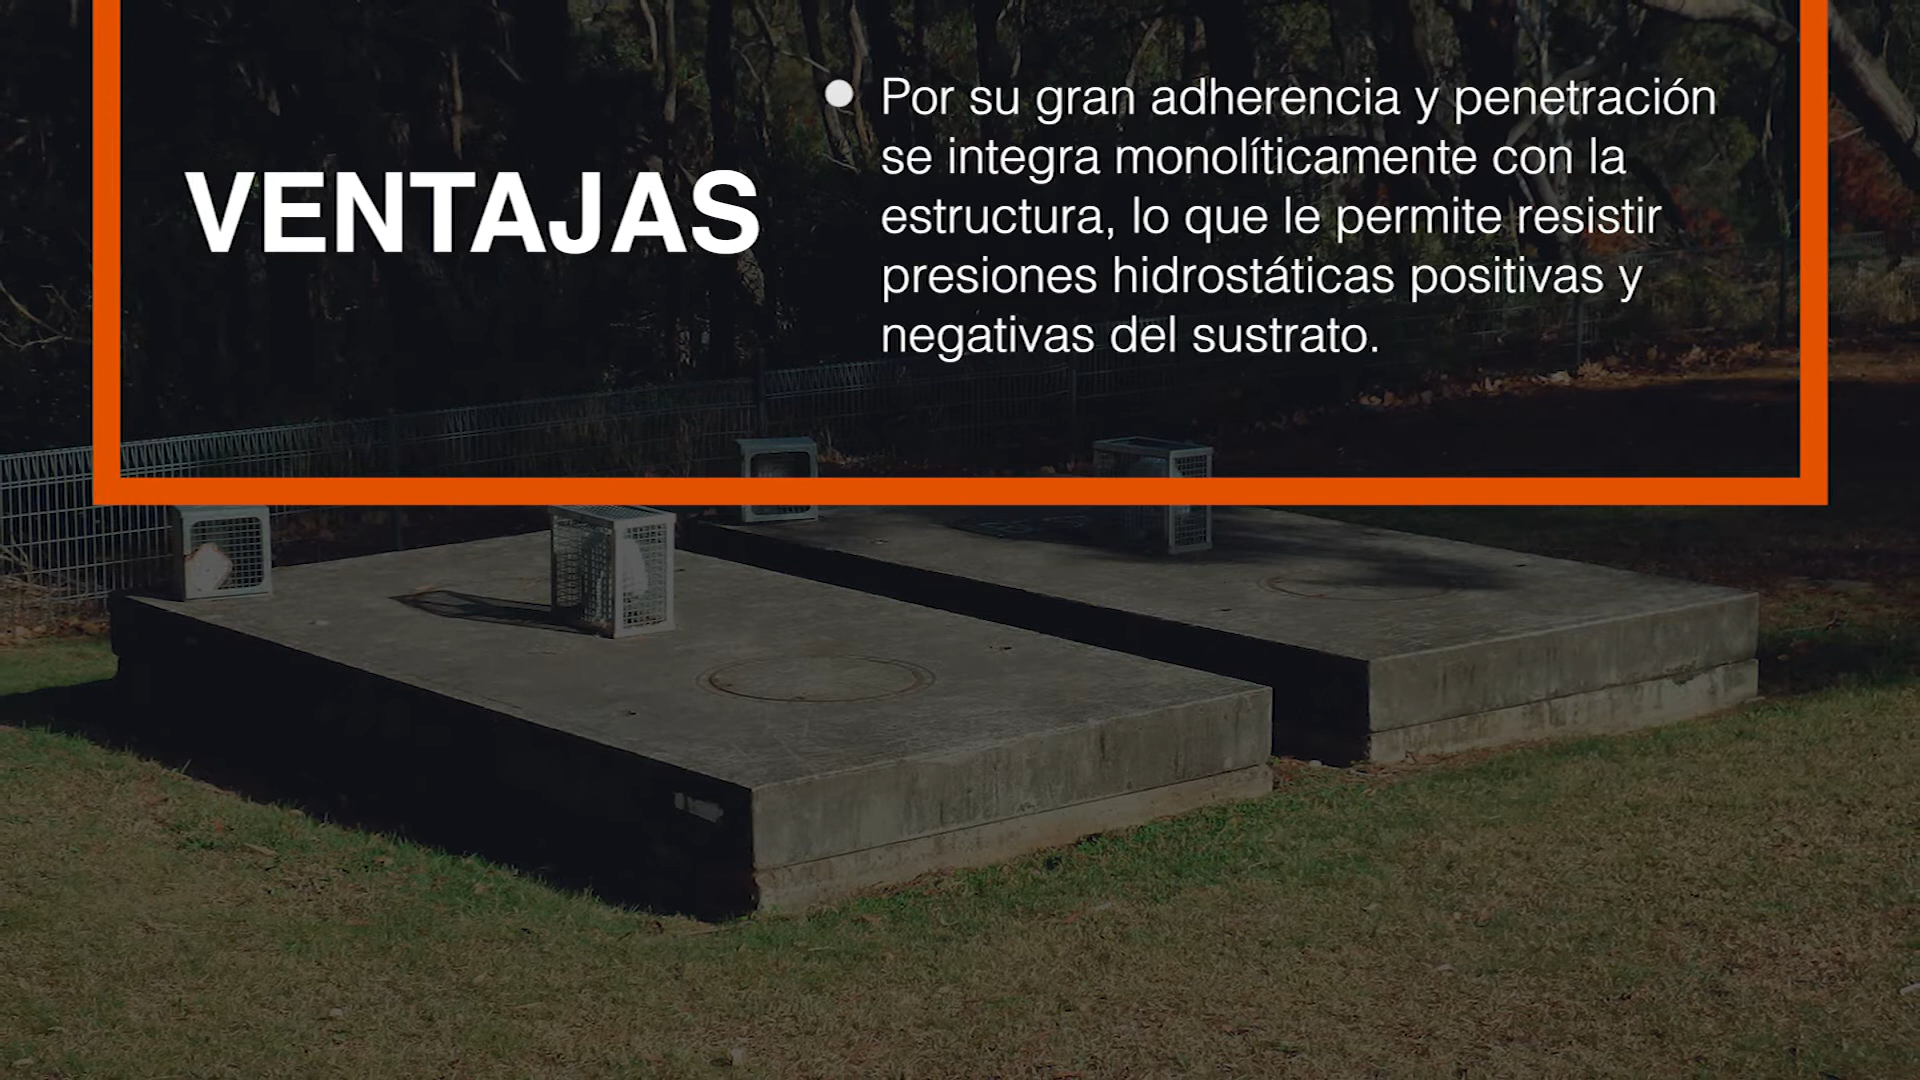 VENTAJAS
Por su gran adherencia y penetración
se integra monolíticamente con la
estructura, lo que le permite resistir
presiones hidrostáticas positivas y
negativas del sustrato.